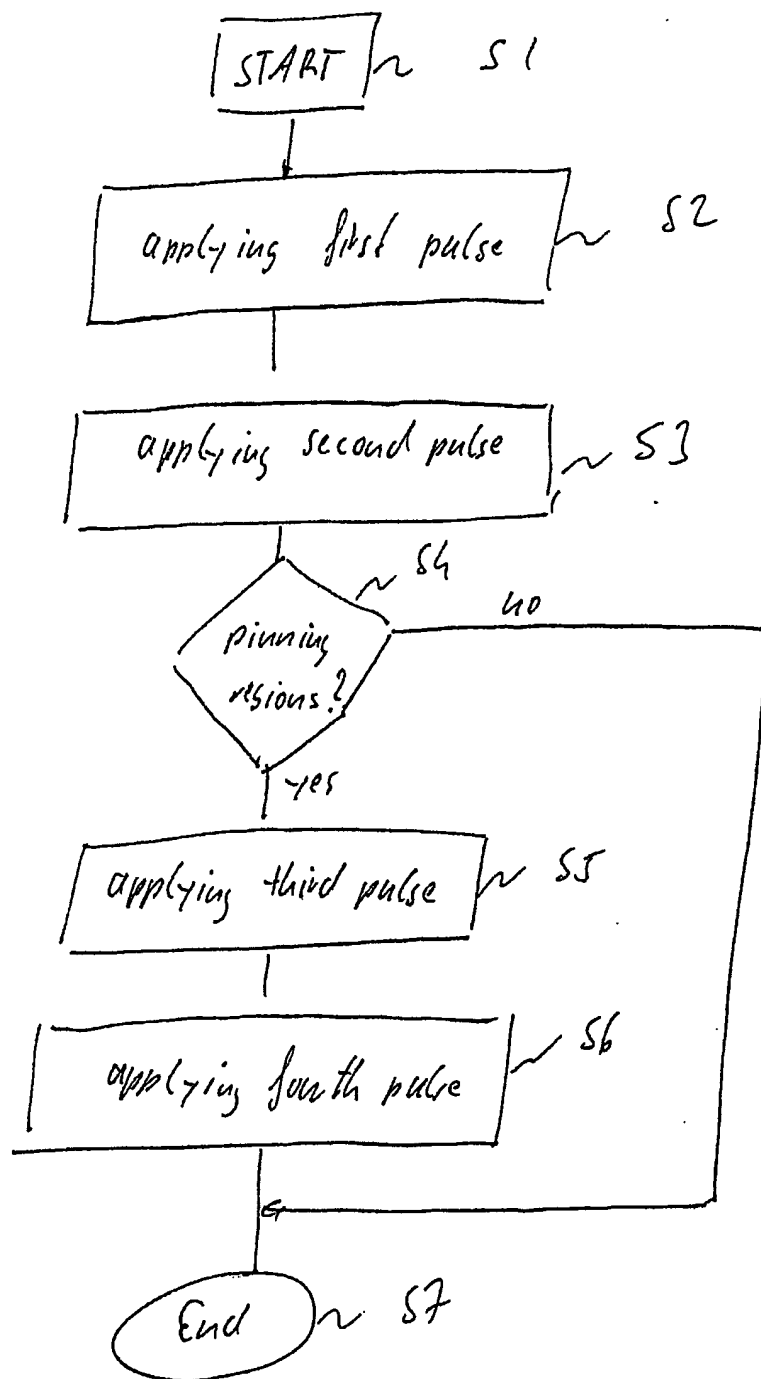 START S1
applying first pulse S2
applying second pulse S3
S4
no
pinning
regions?
yes
applying third pulse S5
applying fourth pulse S6
End S7